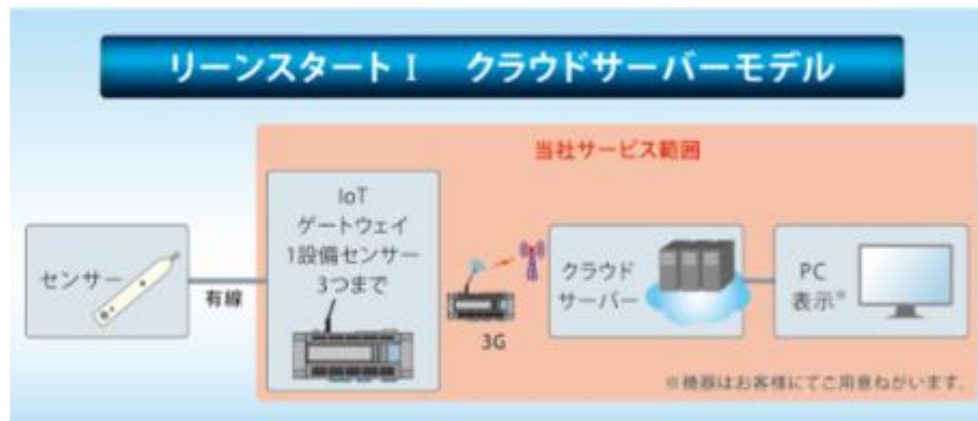 リーンスタートⅠ　クラウドサーバーモデル
当社サービス範囲
センサー
有線
IoT
ゲートウェイ
1設備センサー
3つまで
3G
クラウド
サーバー
PC
表示※
※機器はお客様にてご用意ねがいます。